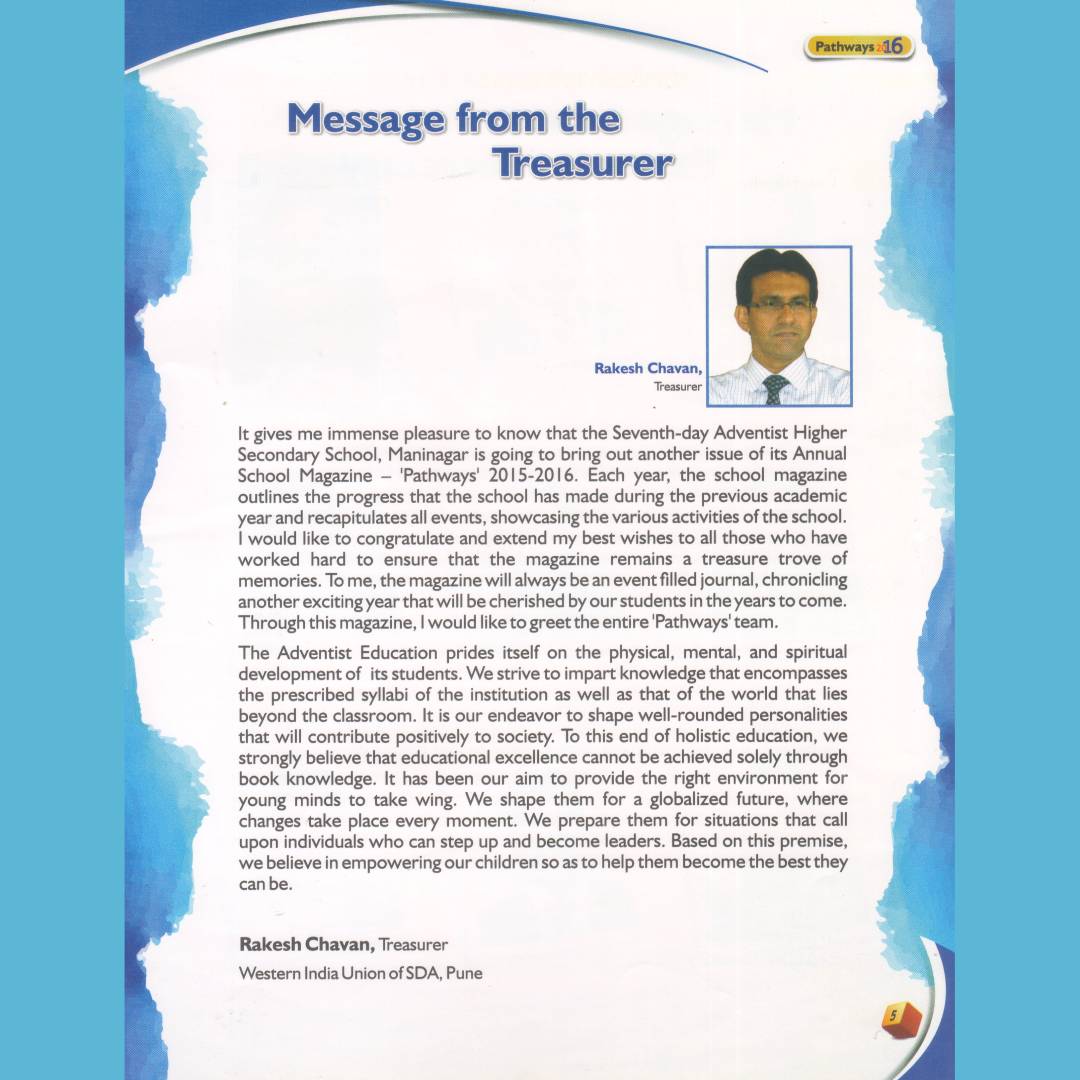 Pathways 2016
Message from the
Treasurer
Rakesh Chavan,
Treasurer
It gives me immense pleasure to know that the Seventh-day Adventist Higher
Secondary School, Maninagar is going to bring out another issue of its Annual
School Magazine – 'Pathways' 2015-2016. Each year, the school magazine
outlines the progress that the school has made during the previous academic
year and recapitulates all events, showcasing the various activities of the school.
I would like to congratulate and extend my best wishes to all those who have
worked hard to ensure that the magazine remains a treasure trove of
memories. To me, the magazine will always be an event filled journal, chronicling
another exciting year that will be cherished by our students in the years to come.
Through this magazine, I would like to greet the entire 'Pathways' team.
The Adventist Education prides itself on the physical, mental, and spiritual
development of its students. We strive to impart knowledge that encompasses
the prescribed syllabi of the institution as well as that of the world that lies
beyond the classroom. It is our endeavor to shape well-rounded personalities
that will contribute positively to society. To this end of holistic education, we
strongly believe that educational excellence cannot be achieved solely through
book knowledge. It has been our aim to provide the right environment for
young minds to take wing. We shape them for a globalized future, where
changes take place every moment. We prepare them for situations that call
upon individuals who can step up and become leaders. Based on this premise,
we believe in empowering our children so as to help them become the best they
can be.
Rakesh Chavan, Treasurer
Western India Union of SDA, Pune
5